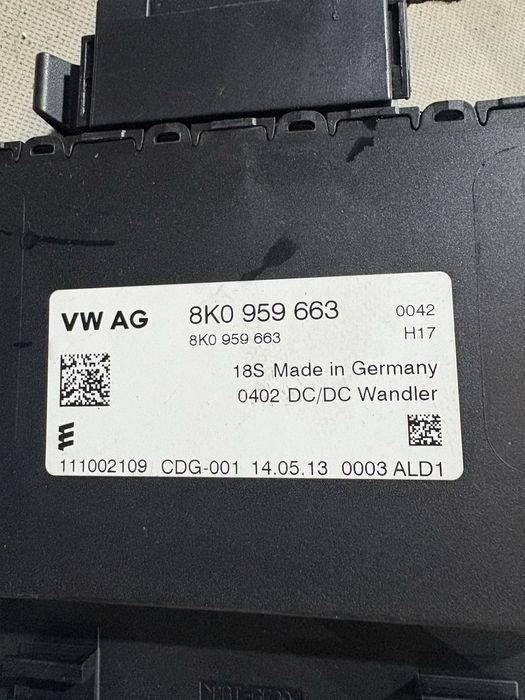 VW AG 8K0 959 663 0042
8K0 959 663 H17
18S Made in Germany
0402 DC/DC Wandler
111002109 CDG-001 14.05.13 0003 ALD1